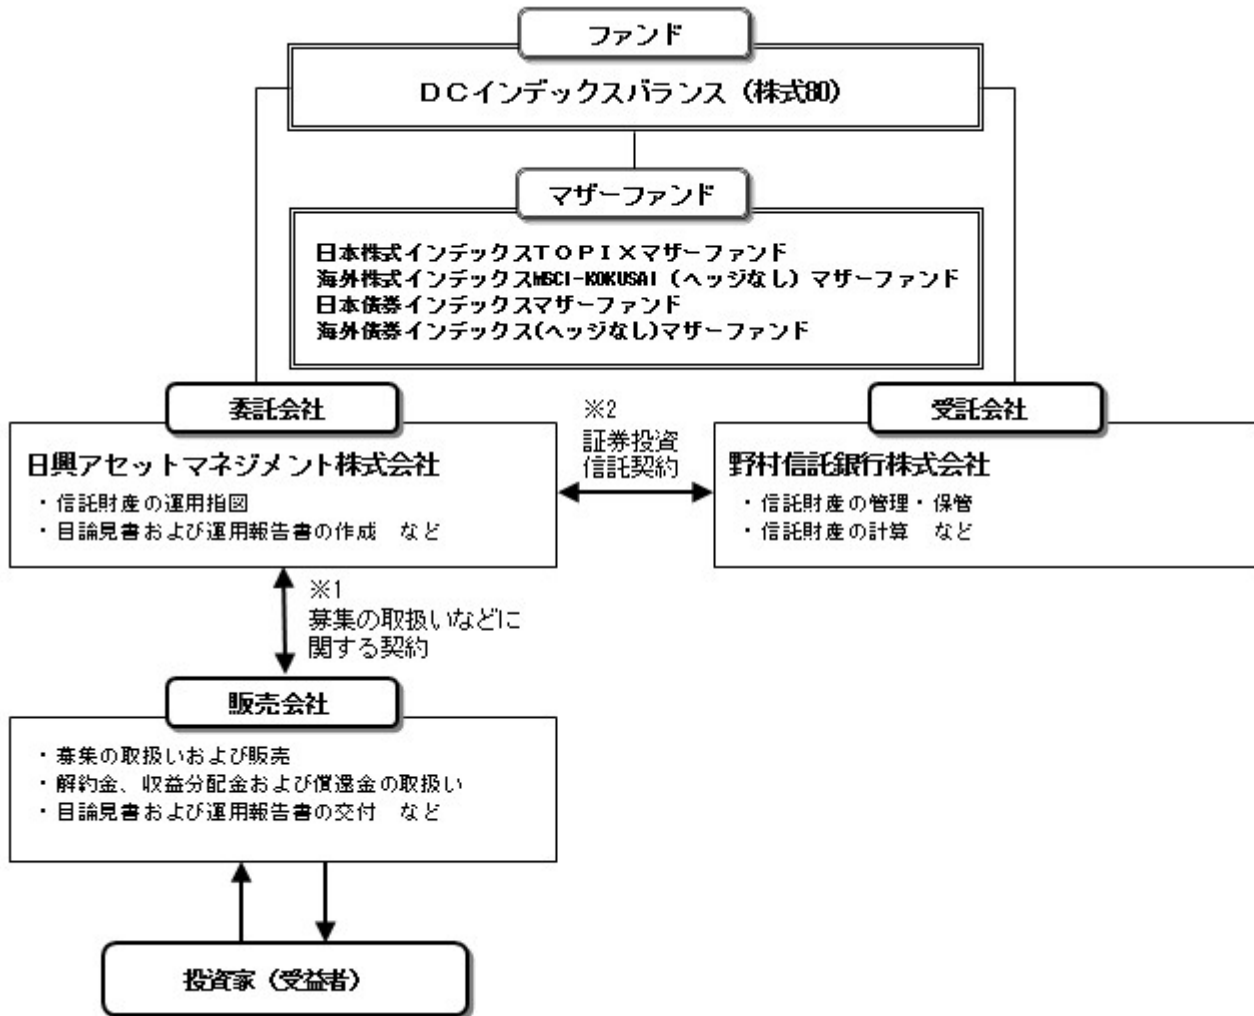 ファンド
DCインデックスバランス（株式80）
マザーファンド
日本株式インデックスTOPIXマザーファンド
海外株式インデックスMSCI-KOKUSAI（ヘッジなし）マザーファンド
日本債券インデックスマザーファンド
海外債券インデックス(ヘッジなし)マザーファンド
委託会社
日興アセットマネジメント株式会社
・信託財産の運用指図
・目論見書および運用報告書の作成　など
※2
証券投資
信託契約
受託会社
野村信託銀行株式会社
・信託財産の管理・保管
・信託財産の計算　など
※1
募集の取扱いなどに
関する契約
販売会社
・募集の取扱いおよび販売
・解約金、収益分配金および償還金の取扱い
・目論見書および運用報告書の交付　など
投資家（受益者）